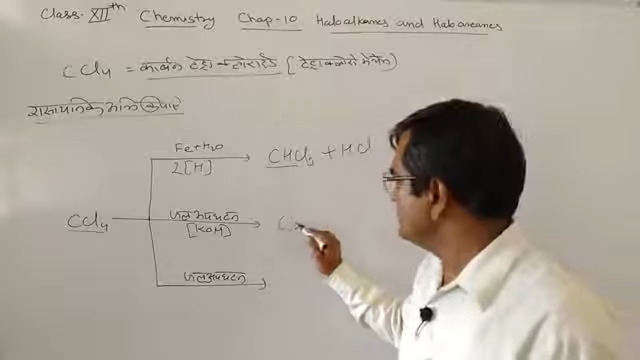 Class-XIIth Chemistry Chap-10 Haloalkanes and Haloarenes
CCl4 = कार्बन टेट्रा क्लोराइड [टेट्रा क्लोरो मेथेन]
रासायनिक अभिक्रियाएं
Fe+H2O
2[H]
CHCl3 + HCl
CCl4
जल अपघटन
[KOH]
जल अपघटन